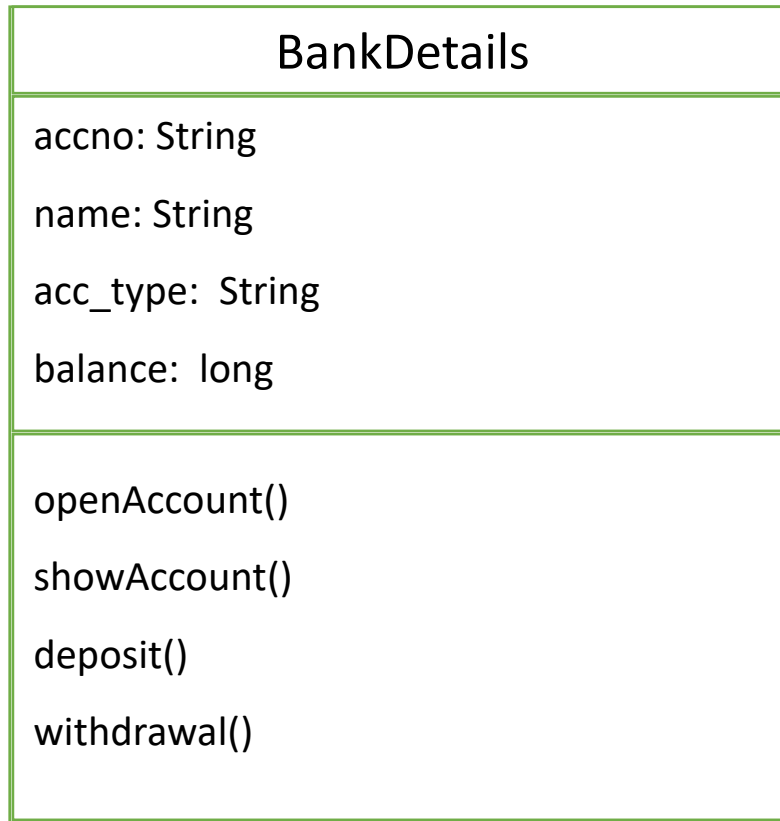 BankDetails
accno: String
name: String
acc_type:  String
balance:  long
openAccount()
showAccount()
deposit()
withdrawal()